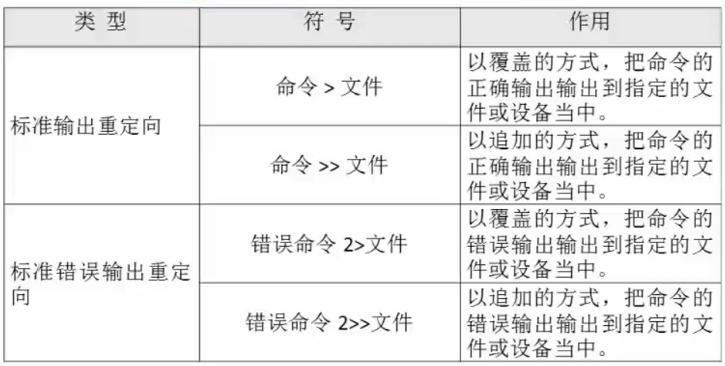 类 型
符 号
作用
标准输出重定向
命令 > 文件
以覆盖的方式，把命令的
正确输出输出到指定的文
件或设备当中。
命令 >> 文件
以追加的方式，把命令的
正确输出输出到指定的文
件或设备当中。
标准错误输出重定
向
错误命令 2>文件
以覆盖的方式，把命令的
错误输出输出到指定的文
件或设备当中。
错误命令 2>>文件
以追加的方式，把命令的
错误输出输出到指定的文
件或设备当中。